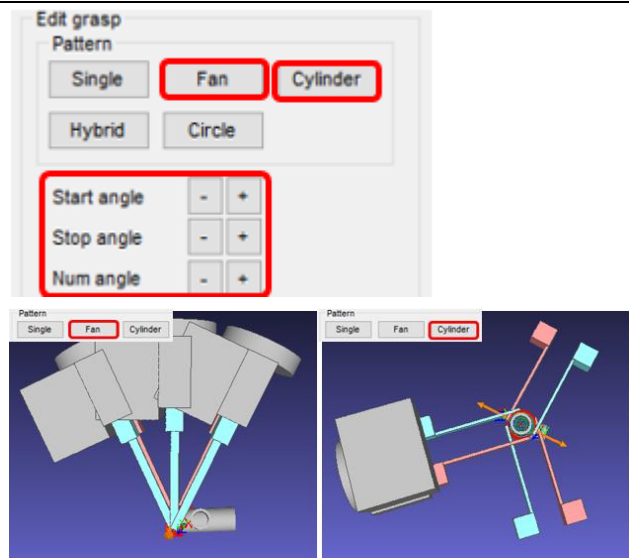 Edit grasp
Pattern
Single Fan Cylinder
Hybrid Circle
Start angle - +
Stop angle - +
Num angle - +
Pattern
Single Fan Cylinder
Pattern
Single Fan Cylinder